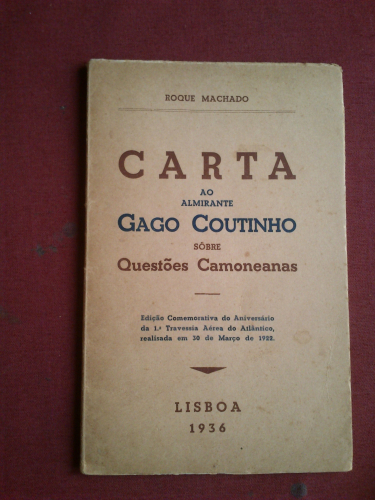 ROQUE MACHADO
CARTA
AO
ALMIRANTE
GAGO COUTINHO
SÔBRE
Questões Camoneanas
Edição Comemorativa do Aniversário
da 1.ª Travessia Aérea do Atlântico,
realizada em 30 de Março de 1922.
LISBOA
1936